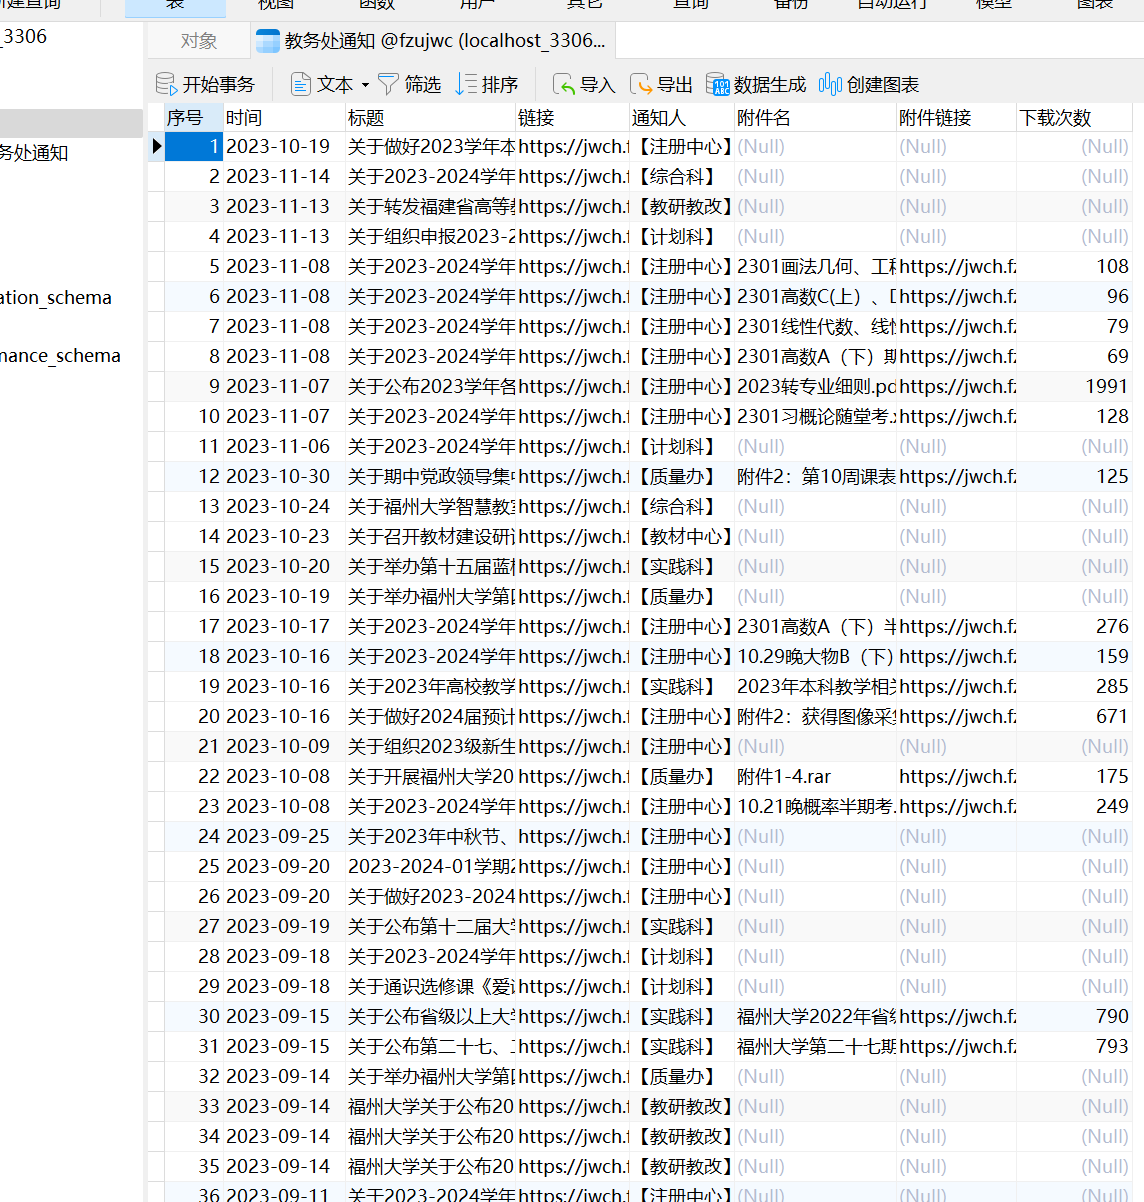 新建查询 表 视图 函数 用户 其它 查询 备份 自动运行 模型 图表
_3306
务处通知
ation_schema
mance_schema
对象 教务处通知 @fzujwc (localhost_3306...
开始事务 文本 筛选 排序 导入 导出 数据生成 创建图表
序号 时间 标题 链接 通知人 附件名 附件链接 下载次数
1 2023-10-19 关于做好2023学年本 https://jwch.f 【注册中心】 (Null) (Null) (Null)
2 2023-11-14 关于2023-2024学年 https://jwch.f 【综合科】 (Null) (Null) (Null)
3 2023-11-13 关于转发福建省高等教 https://jwch.f 【教研教改】 (Null) (Null) (Null)
4 2023-11-13 关于组织申报2023-2 https://jwch.f 【计划科】 (Null) (Null) (Null)
5 2023-11-08 关于2023-2024学年 https://jwch.f 【注册中心】 2301画法几何、工程 https://jwch.fz 108
6 2023-11-08 关于2023-2024学年 https://jwch.f 【注册中心】 2301高数C(上）、D https://jwch.fz 96
7 2023-11-08 关于2023-2024学年 https://jwch.f 【注册中心】 2301线性代数、线性 https://jwch.fz 79
8 2023-11-08 关于2023-2024学年 https://jwch.f 【注册中心】 2301高数A（下）期 https://jwch.fz 69
9 2023-11-07 关于公布2023学年各 https://jwch.f 【注册中心】 2023转专业细则.pd https://jwch.fz 1991
10 2023-11-07 关于2023-2024学年 https://jwch.f 【注册中心】 2301习概论随堂考. https://jwch.fz 128
11 2023-11-06 关于2023-2024学年 https://jwch.f 【计划科】 (Null) (Null) (Null)
12 2023-10-30 关于期中党政领导集中 https://jwch.f 【质量办】 附件2：第10周课表 https://jwch.fz 125
13 2023-10-24 关于福州大学智慧教室 https://jwch.f 【综合科】 (Null) (Null) (Null)
14 2023-10-23 关于召开教材建设研讨 https://jwch.f 【教材中心】 (Null) (Null) (Null)
15 2023-10-20 关于举办第十五届蓝桥 https://jwch.f 【实践科】 (Null) (Null) (Null)
16 2023-10-19 关于举办福州大学第四 https://jwch.f 【质量办】 (Null) (Null) (Null)
17 2023-10-17 关于2023-2024学年 https://jwch.f 【注册中心】 2301高数A（下）半 https://jwch.fz 276
18 2023-10-16 关于2023-2024学年 https://jwch.f 【注册中心】 10.29晚大物B（下） https://jwch.fz 159
19 2023-10-16 关于2023年高校教学 https://jwch.f 【实践科】 2023年本科教学相关 https://jwch.fz 285
20 2023-10-16 关于做好2024届预计 https://jwch.f 【注册中心】 附件2：获得图像采集 https://jwch.fz 671
21 2023-10-09 关于组织2023级新生 https://jwch.f 【注册中心】 (Null) (Null) (Null)
22 2023-10-08 关于开展福州大学20 https://jwch.f 【质量办】 附件1-4.rar https://jwch.fz 175
23 2023-10-08 关于2023-2024学年 https://jwch.f 【注册中心】 10.21晚概率半期考. https://jwch.fz 249
24 2023-09-25 关于2023年中秋节、 https://jwch.f 【注册中心】 (Null) (Null) (Null)
25 2023-09-20 2023-2024-01学期2 https://jwch.f 【注册中心】 (Null) (Null) (Null)
26 2023-09-20 关于做好2023-2024 https://jwch.f 【注册中心】 (Null) (Null) (Null)
27 2023-09-19 关于公布第十二届大学 https://jwch.f 【实践科】 (Null) (Null) (Null)
28 2023-09-18 关于2023-2024学年 https://jwch.f 【计划科】 (Null) (Null) (Null)
29 2023-09-18 关于通识选修课《爱 https://jwch.f 【计划科】 (Null) (Null) (Null)
30 2023-09-15 关于公布省级以上大学 https://jwch.f 【实践科】 福州大学2022年省级 https://jwch.fz 790
31 2023-09-15 关于公布第二十七、二 https://jwch.f 【实践科】 福州大学第二十七期 https://jwch.fz 793
32 2023-09-14 关于举办福州大学第四 https://jwch.f 【质量办】 (Null) (Null) (Null)
33 2023-09-14 福州大学关于公布20 https://jwch.f 【教研教改】 (Null) (Null) (Null)
34 2023-09-14 福州大学关于公布20 https://jwch.f 【教研教改】 (Null) (Null) (Null)
35 2023-09-14 福州大学关于公布20 https://jwch.f 【教研教改】 (Null) (Null) (Null)
36 2023-09-11 关于2023-2024学年 https://jwch.f 【注册中心】 (Null) (Null) (Null)